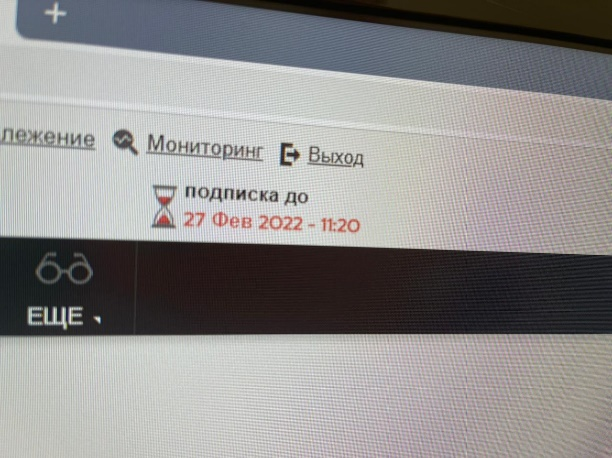 лежение Мониторинг Выход
подписка до
27 Фев 2022 - 11:20
ЕЩЕ